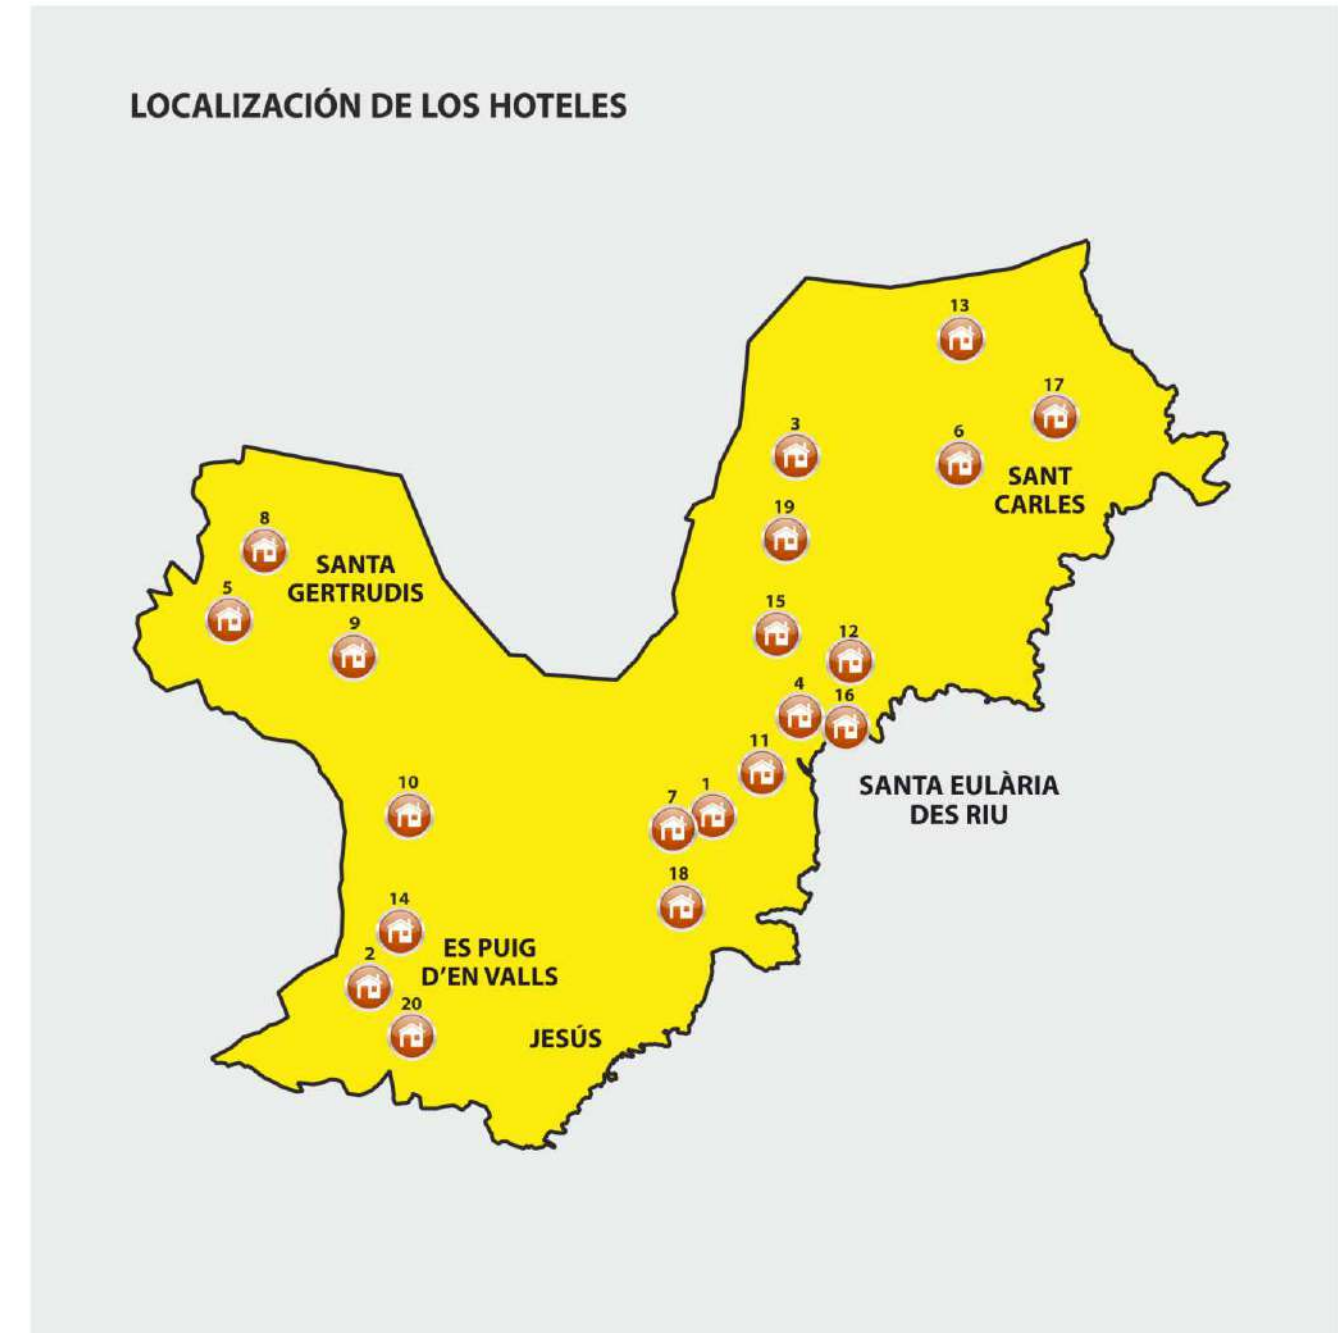 LOCALIZACIÓN DE LOS HOTELES
13
17
3
6
SANT
CARLES
19
8
SANTA
GERTRUDIS
5
9
15
12
4
16
11
SANTA EULÀRIA
DES RIU
10
7
1
18
14
ES PUIG
D'EN VALLS
2
20
JESÚS